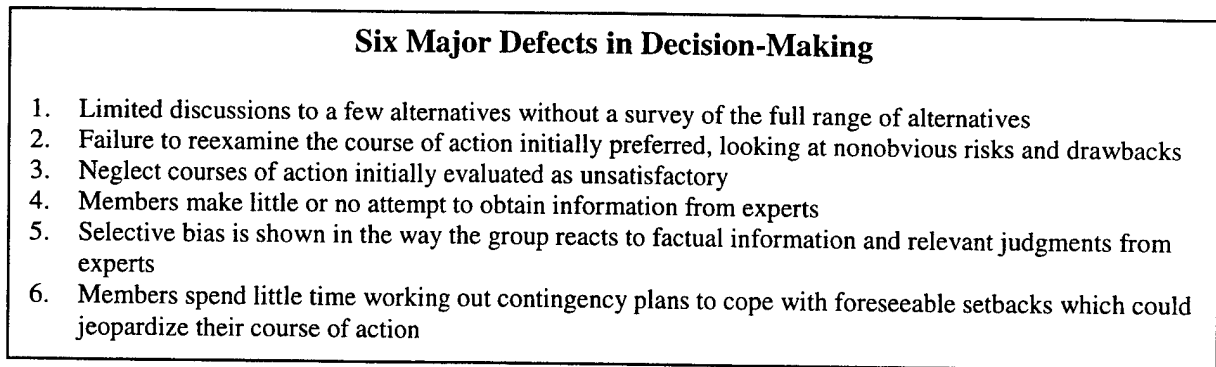 Six Major Defects in Decision-Making
1. Limited discussions to a few alternatives without a survey of the full range of alternatives
2. Failure to reexamine the course of action initially preferred, looking at nonobvious risks and drawbacks
3. Neglect courses of action initially evaluated as unsatisfactory
4. Members make little or no attempt to obtain information from experts
5. Selective bias is shown in the way the group reacts to factual information and relevant judgments from
experts
6. Members spend little time working out contingency plans to cope with foreseeable setbacks which could
jeopardize their course of action